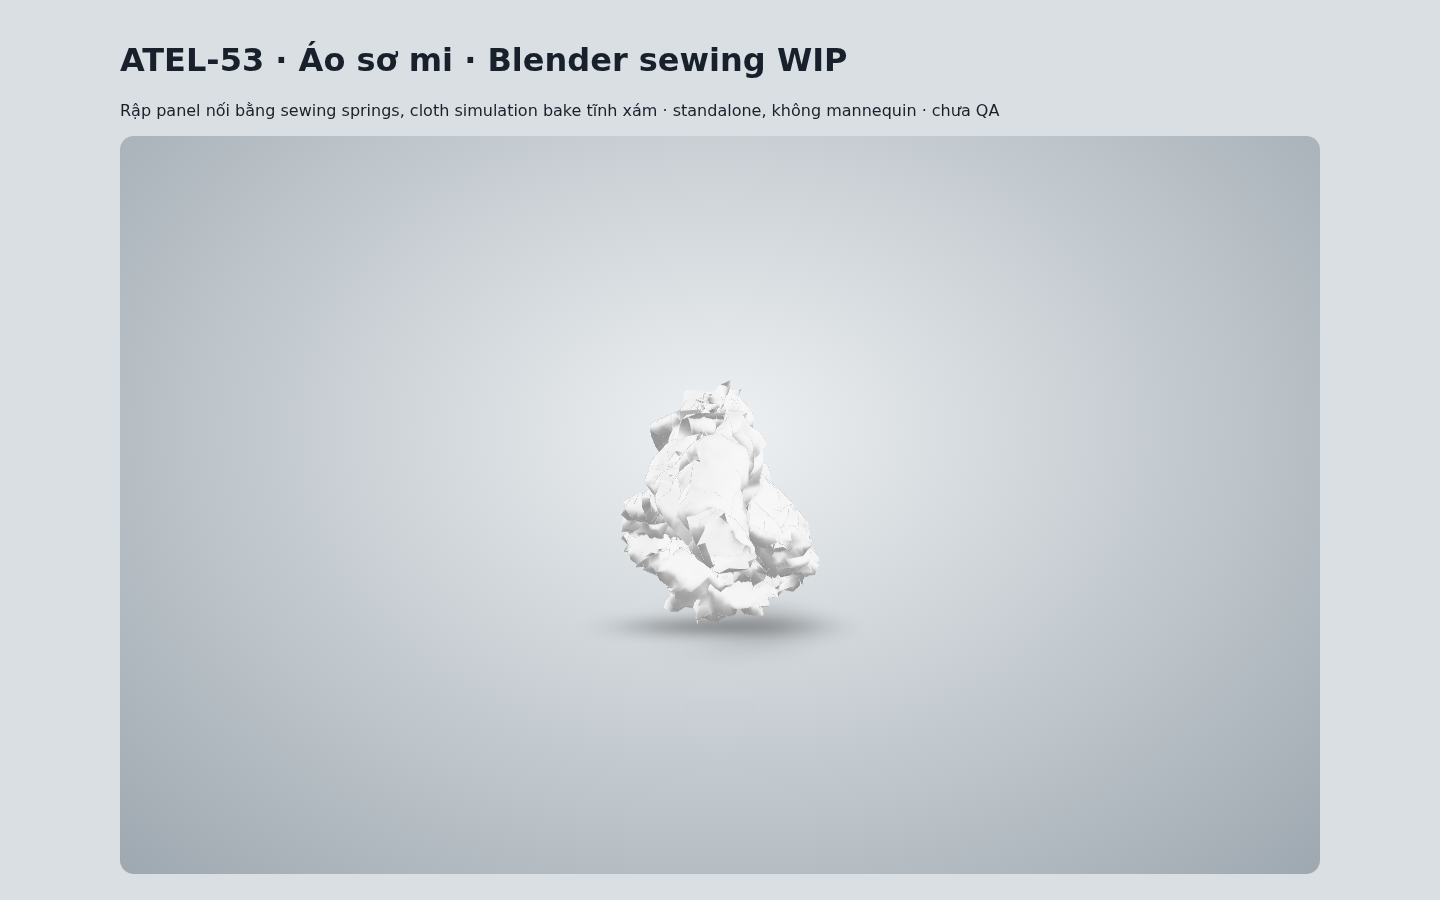 ATEL-53 · Áo sơ mi · Blender sewing WIP
Rập panel nối bằng sewing springs, cloth simulation bake tĩn xám · standalone, không mannequin · chưa QA